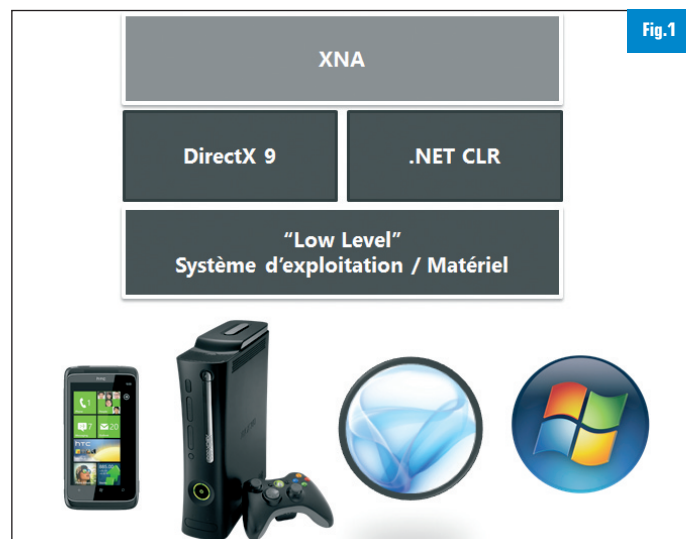 Fig.1
XNA
DirectX 9
.NET CLR
“Low Level”
Système d’exploitation / Matériel